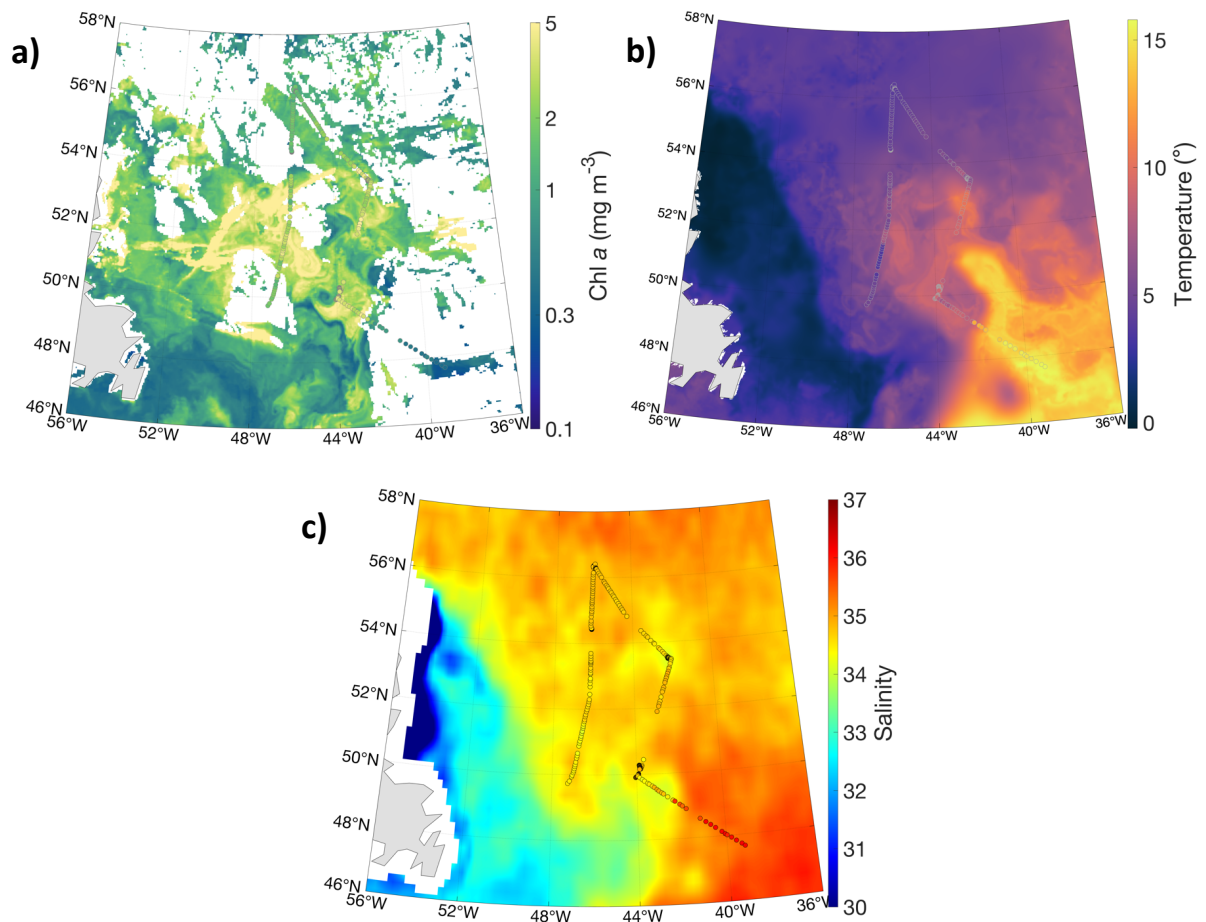 a)
58°N
56°N
54°N
52°N
50°N
48°N
46°N
56°W
52°W
48°W
44°W
40°W
36°W
5
2
1
0.3
0.1
Chl a (mg m⁻³)
b)
58°N
56°N
54°N
52°N
50°N
48°N
46°N
56°W
52°W
48°W
44°W
40°W
36°W
15
10
5
0
Temperature (°)
c)
58°N
56°N
54°N
52°N
50°N
48°N
46°N
56°W
52°W
48°W
44°W
40°W
36°W
37
36
35
34
33
32
31
30
Salinity